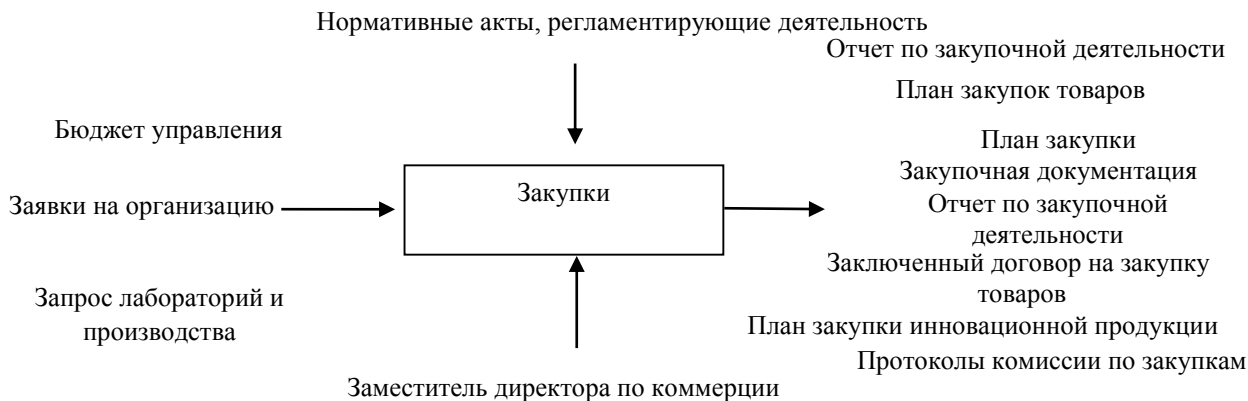 Нормативные акты, регламентирующие деятельность
Отчет по закупочной деятельности
План закупок товаров
Бюджет управления
План закупки
Закупочная документация
Закупки
Заявки на организацию
Отчет по закупочной
деятельности
Заключенный договор на закупку
товаров
Запрос лабораторий и
производства
План закупки инновационной продукции
Протоколы комиссии по закупкам
Заместитель директора по коммерции